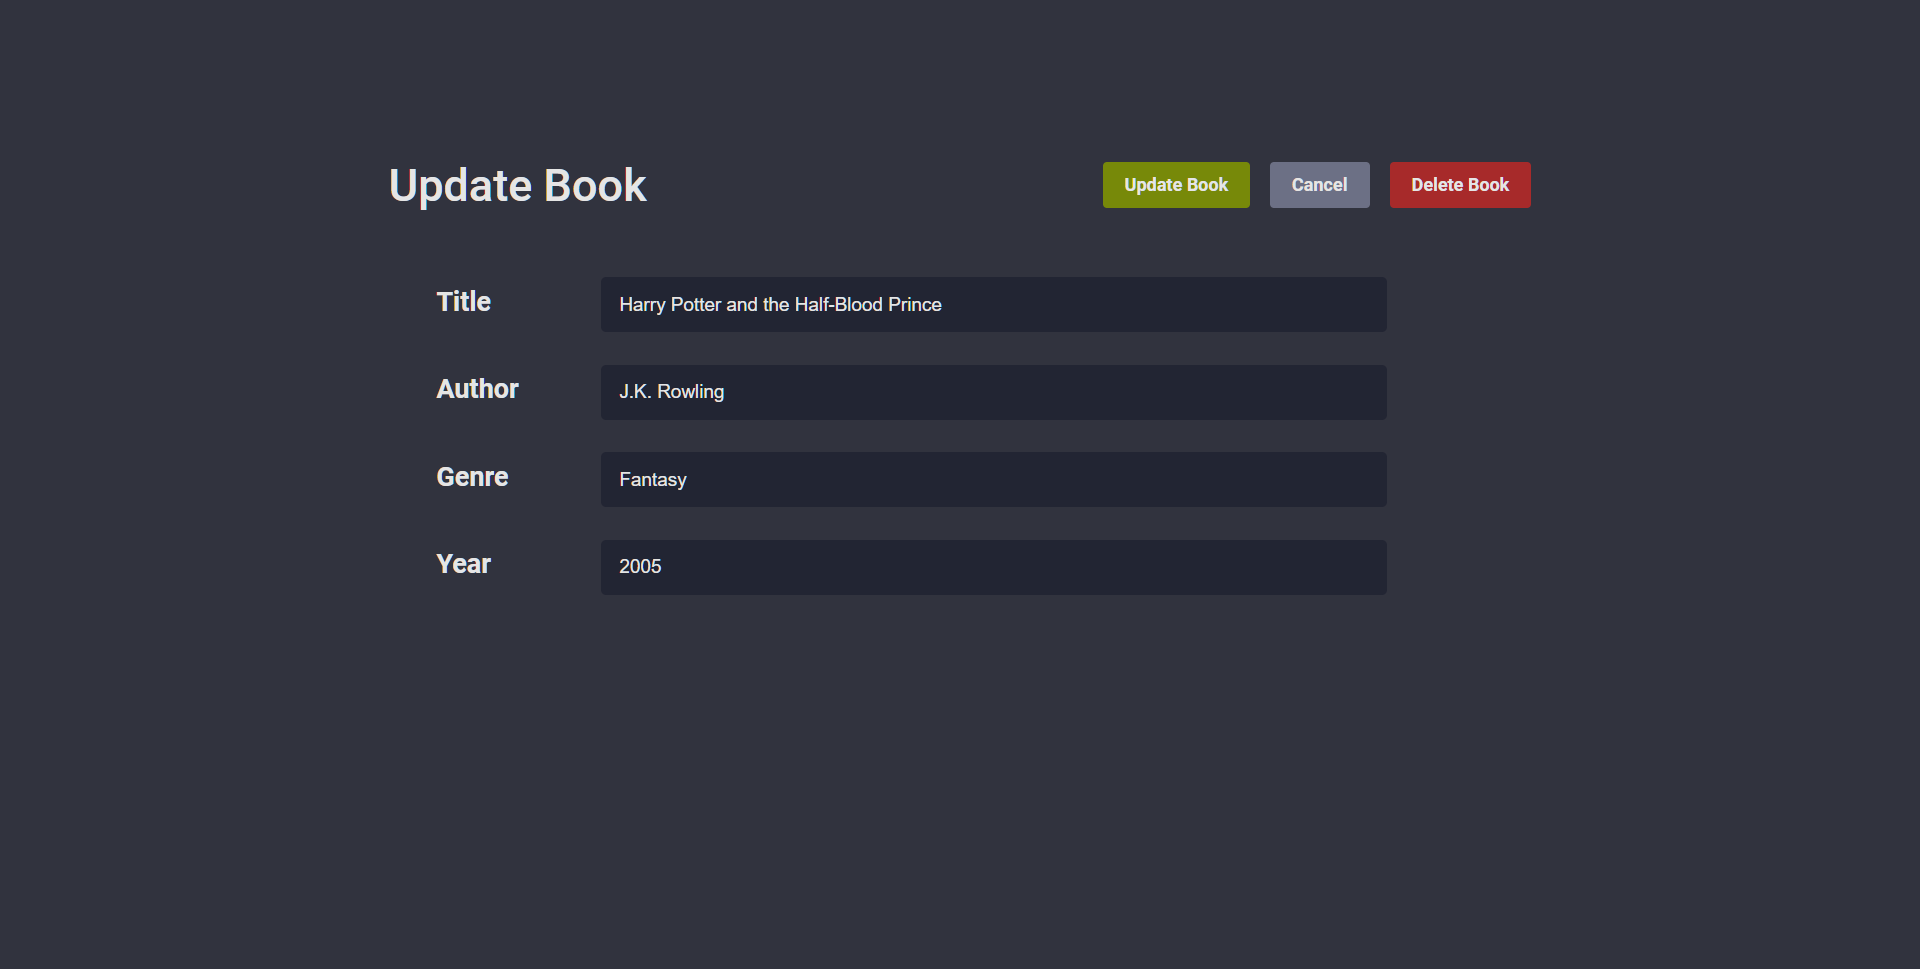 Update Book
Update Book
Cancel
Delete Book
Title
Harry Potter and the Half-Blood Prince
Author
J.K. Rowling
Genre
Fantasy
Year
2005